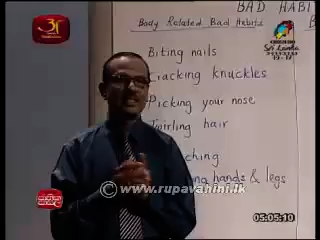 BAD HABI
Body Related Bad Habits
Biting nails
Cracking knuckles
Picking your nose
Twirling hair
ching
ng hands & legs
Sri Lanka
© www.rupavahini.lk
05:05:10